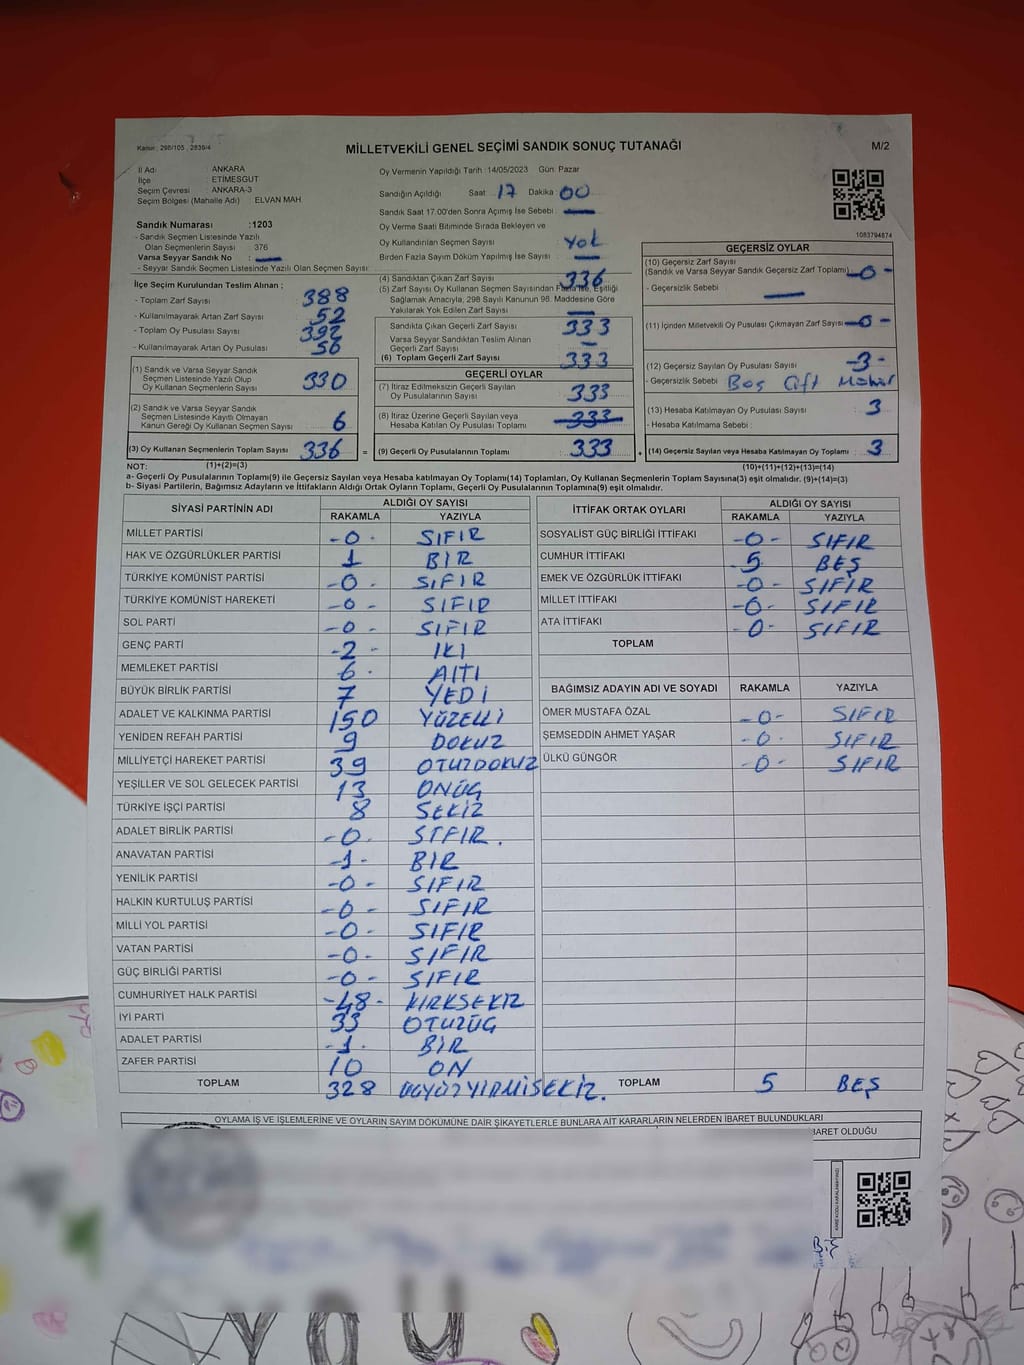 Kanun : 298/105 , 2839/4
MİLLETVEKİLİ GENEL SEÇİMİ SANDIK SONUÇ TUTANAĞI
M/2
İl Adı : ANKARA
İlçe : ETİMESGUT
Seçim Çevresi : ANKARA-3
Seçim Bölgesi (Mahalle Adı) ELVAN MAH
Sandık Numarası :1203
- Sandık Seçmen Listesinde Yazılı
Olan Seçmenlerin Sayısı : 376
Varsa Seyyar Sandık No : —
- Seyyar Sandık Seçmen Listesinde Yazılı Olan Seçmen Sayısı:
İlçe Seçim Kurulundan Teslim Alınan ;
- Toplam Zarf Sayısı : 388
- Kullanılmayarak Artan Zarf Sayısı : 52
- Toplam Oy Pusulası Sayısı : 392
- Kullanılmayarak Artan Oy Pusulası : 56
(1) Sandık ve Varsa Seyyar Sandık
Seçmen Listesinde Yazılı Olup
Oy Kullanan Seçmenlerin Sayısı 330
(2) Sandık ve Varsa Seyyar Sandık
Seçmen Listesinde Kayıtlı Olmayan
Kanun Gereği Oy Kullanan Seçmen Sayısı 6
(3) Oy Kullanan Seçmenlerin Toplam Sayısı 336 =
Oy Vermenin Yapıldığı Tarih :14/05/2023 Gün: Pazar
Sandığın Açıldığı Saat : 17 Dakika : 00
Sandık Saat 17.00'den Sonra Açımış İse Sebebi : —
Oy Verme Saati Bitiminde Sırada Bekleyen ve
Oy Kullandırılan Seçmen Sayısı : Yok
Birden Fazla Sayım Döküm Yapılmış İse Sayısı : —
(4) Sandıktan Çıkan Zarf Sayısı : 336
(5) Zarf Sayısı Oy Kullanan Seçmen Sayısından Fazla İse, Eşitliği
Sağlamak Amacıyla, 298 Sayılı Kanunun 98. Maddesine Göre
Yakılarak Yok Edilen Zarf Sayısı : —
Sandıkta Çıkan Geçerli Zarf Sayısı : 333
Varsa Seyyar Sandıktan Teslim Alınan
Geçerli Zarf Sayısı : —
(6) Toplam Geçerli Zarf Sayısı : 333
GEÇERLİ OYLAR
(7) İtiraz Edilmeksizin Geçerli Sayılan
Oy Pusulalarının Sayısı : 333
(8) İtiraz Üzerine Geçerli Sayılan veya
Hesaba Katılan Oy Pusulaları Toplamı : 333
(9) Geçerli Oy Pusulalarının Toplamı : 333 +
1083794874
GEÇERSİZ OYLAR
(10) Geçersiz Zarf Sayısı :
(Sandık ve Varsa Seyyar Sandık Geçersiz Zarf Toplamı) -0-
- Geçersizlik Sebebi : —
(11) İçinden Milletvekili Oy Pusulası Çıkmayan Zarf Sayısı: -0-
(12) Geçersiz Sayılan Oy Pusulası Sayısı : -3-
- Geçersizlik Sebebi : Boş Çift Mühür
(13) Hesaba Katılmayan Oy Pusulası Sayısı : 3
- Hesaba Katılmama Sebebi :
(14) Geçersiz Sayılan veya Hesaba Katılmayan Oy Toplamı : 3
NOT: (1)+(2)=(3) (10)+(11)+(12)+(13)=(14)
a- Geçerli Oy Pusulalarının Toplamı(9) ile Geçersiz Sayılan veya Hesaba katılmayan Oy Toplamı(14) Toplamları, Oy Kullanan Seçmenlerin Toplam Sayısına(3) eşit olmalıdır. (9)+(14)=(3)
b- Siyasi Partilerin, Bağımsız Adayların ve İttifakların Aldığı Oyların Toplamı, Geçerli Oy Pusulalarının Toplamına(9) eşit olmalıdır.
SİYASİ PARTİNİN ADI ALDIĞI OY SAYISI
RAKAMLA YAZIYLA
MİLLET PARTİSİ -0- SIFIR
HAK VE ÖZGÜRLÜKLER PARTİSİ 1 BİR
TÜRKİYE KOMÜNİST PARTİSİ -0- SIFIR
TÜRKİYE KOMÜNİST HAREKETİ -0- SIFIR
SOL PARTİ -0- SIFIR
GENÇ PARTİ -2- İKİ
MEMLEKET PARTİSİ 6- ALTI
BÜYÜK BİRLİK PARTİSİ 7 YEDİ
ADALET VE KALKINMA PARTİSİ 150 YÜZELLİ
YENİDEN REFAH PARTİSİ 9 DOKUZ
MİLLİYETÇİ HAREKET PARTİSİ 39 OTUZDOKUZ
YEŞİLLER VE SOL GELECEK PARTİSİ 13 ONÜÇ
TÜRKİYE İŞÇİ PARTİSİ 8 SEKİZ
ADALET BİRLİK PARTİSİ -0- SIFIR.
ANAVATAN PARTİSİ -1- BİR
YENİLİK PARTİSİ -0- SIFIR
HALKIN KURTULUŞ PARTİSİ -0- SIFIR
MİLLİ YOL PARTİSİ -0- SIFIR
VATAN PARTİSİ -0- SIFIR
GÜÇ BİRLİĞİ PARTİSİ -0- SIFIR
CUMHURİYET HALK PARTİSİ -48- KIRKSEKİZ
İYİ PARTİ 33 OTUZÜÇ
ADALET PARTİSİ -1- BİR
ZAFER PARTİSİ 10 ON
TOPLAM 328 ÜÇYÜZYİRMİSEKİZ.
İTTİFAK ORTAK OYLARI ALDIĞI OY SAYISI
RAKAMLA YAZIYLA
SOSYALİST GÜÇ BİRLİĞİ İTTİFAKI -0- SIFIR
CUMHUR İTTİFAKI 5 BEŞ
EMEK VE ÖZGÜRLÜK İTTİFAKI -0- SIFIR
MİLLET İTTİFAKI -0- SIFIR
ATA İTTİFAKI -0- SIFIR
TOPLAM
BAĞIMSIZ ADAYIN ADI VE SOYADI RAKAMLA YAZIYLA
ÖMER MUSTAFA ÖZAL -0- SIFIR
ŞEMSEDDİN AHMET YAŞAR -0- SIFIR
ÜLKÜ GÜNGÖR -0- SIFIR
TOPLAM 5 BEŞ
OYLAMA İŞ VE İŞLEMLERİNE VE OYLARIN SAYIM DÖKÜMÜNE DAİR ŞİKAYETLERLE BUNLARA AİT KARARLARIN NELERDEN İBARET BULUNDUKLARI
BARET OLDUĞU
YOU